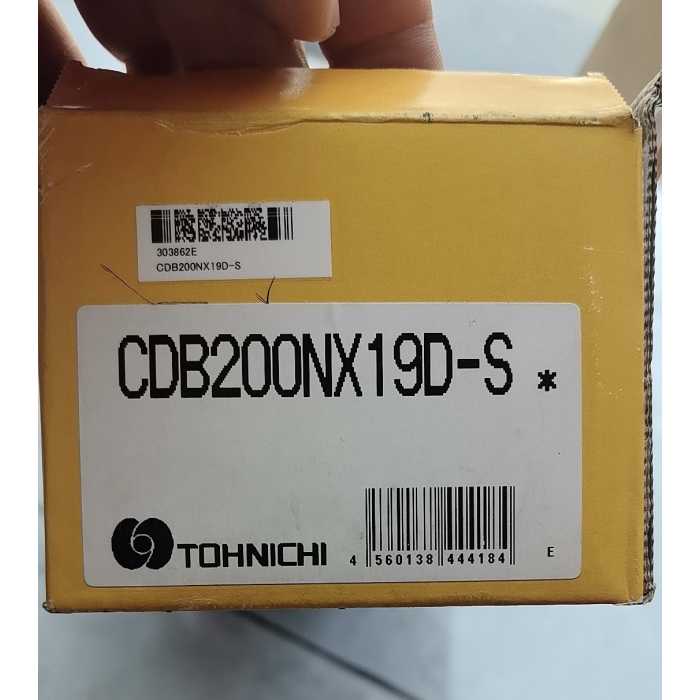 303862E
CDB200NX19D-S
CDB200NX19D-S *
TOHNICHI
4 560138 444184 E